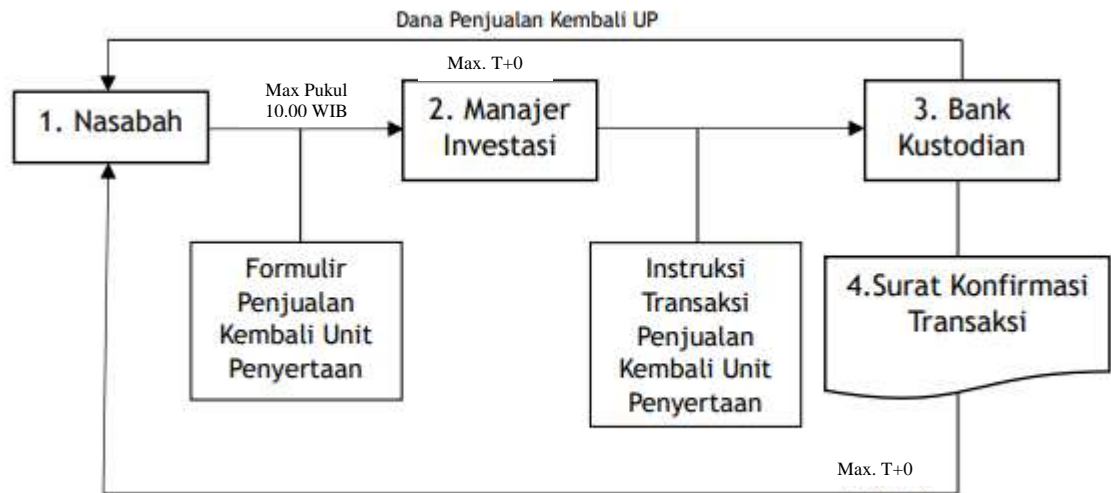 Dana Penjualan Kembali UP
Max. T+0
Max Pukul
10.00 WIB
1. Nasabah
2. Manajer
Investasi
3. Bank
Kustodian
Formulir
Penjualan
Kembali Unit
Penyertaan
Instruksi
Transaksi
Penjualan
Kembali Unit
Penyertaan
4.Surat Konfirmasi
Transaksi
Max. T+0